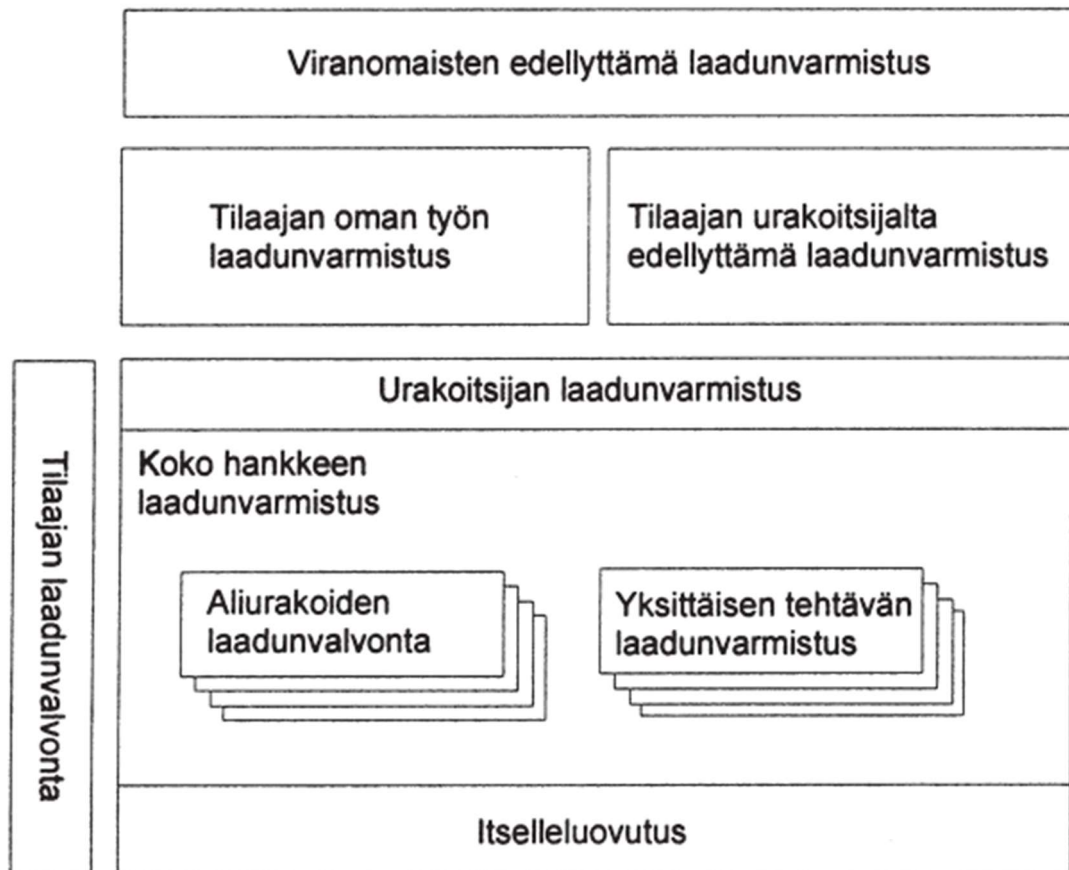 Viranomaisten edellyttämä laadunvarmistus
Tilaajan oman työn
laadunvarmistus
Tilaajan urakoitsijalta
edellyttämä laadunvarmistus
Tilaajan laadunvalvonta
Urakoitsijan laadunvarmistus
Koko hankkeen
laadunvarmistus
Aliurakoiden
laadunvalvonta
Yksittäisen tehtävän
laadunvarmistus
Itselleluovutus